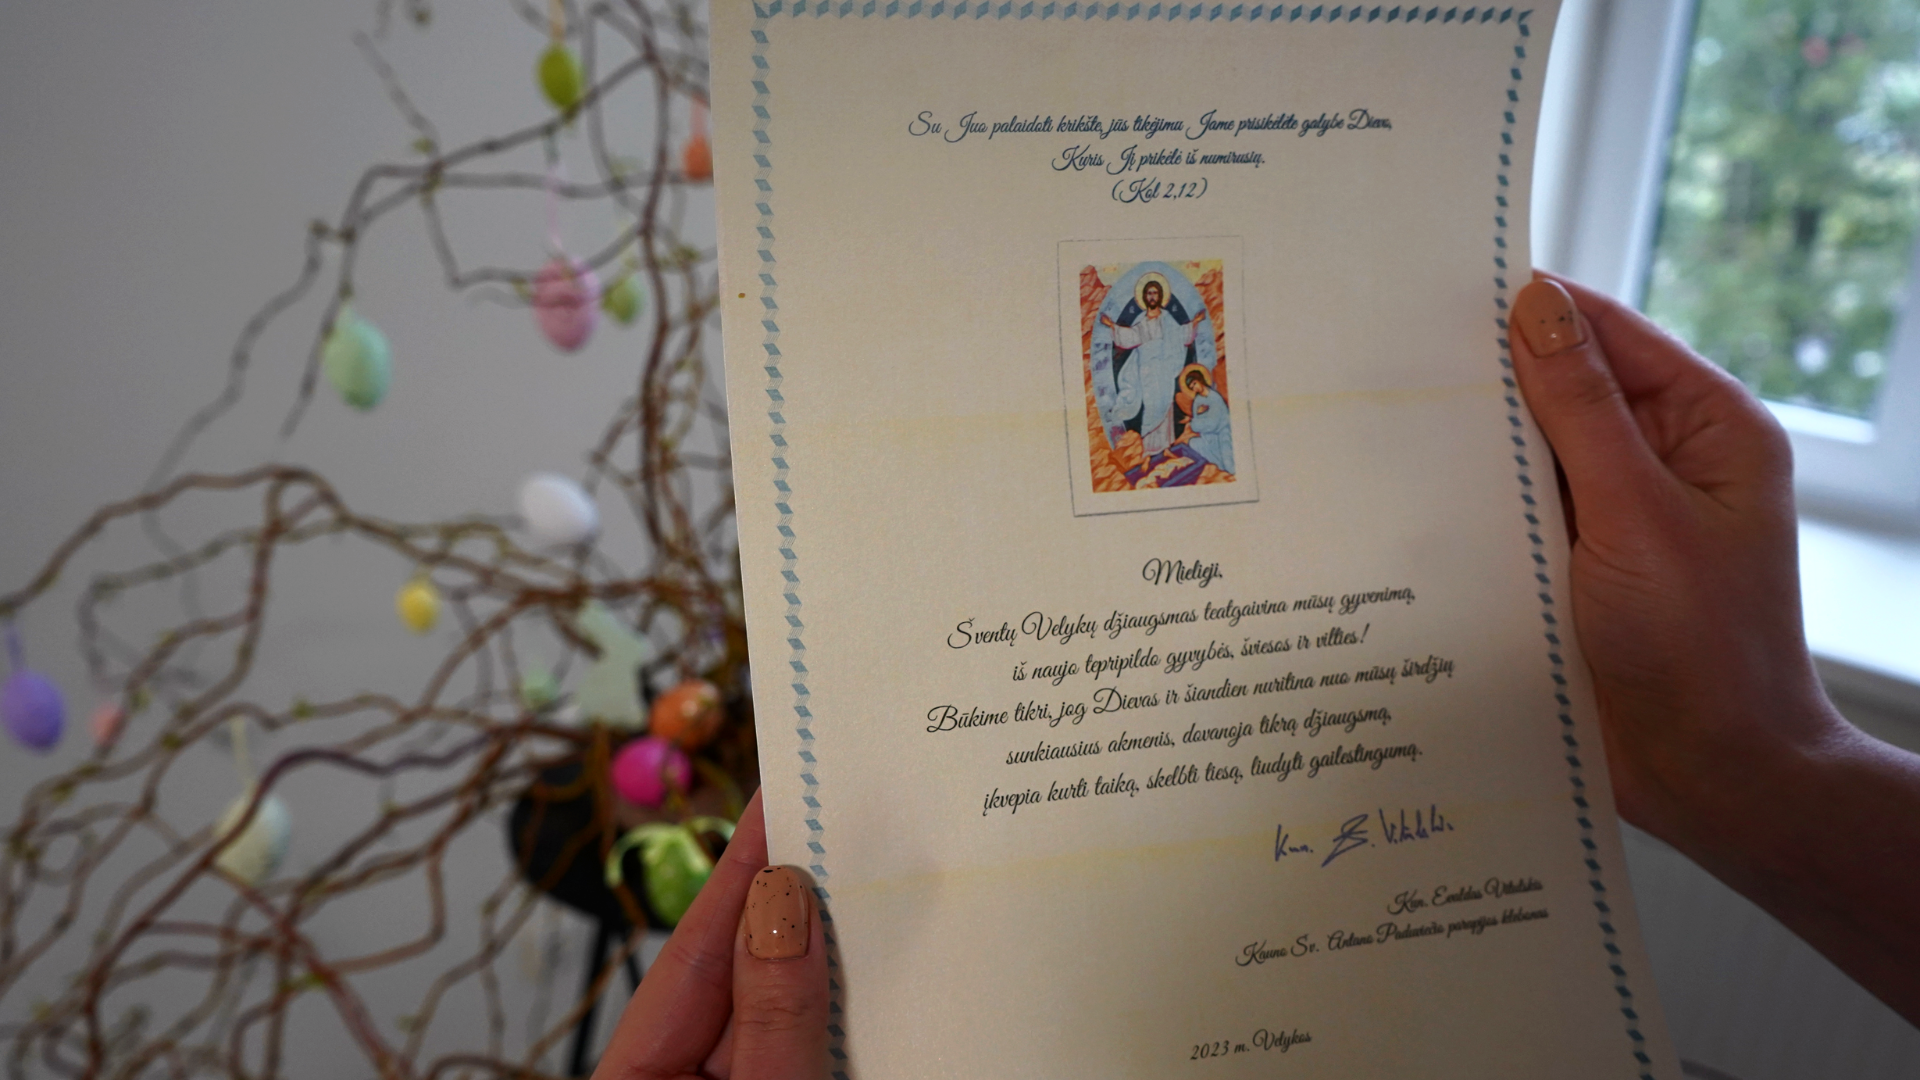 Su Juo palaidoti krikšte, jūs tikėjimu Jame prisikėlėte galybe Dievo,
Kuris Jį prikėlė iš numirusių.
(Kol 2,12)
Mielieji,
Šventų Velykų džiaugsmas teatgaivina mūsų gyvenimą,
iš naujo tepripildo gyvybės, šviesos ir vilties!
Būkime tikri, jog Dievas ir šiandien nuritina nuo mūsų širdžių
sunkiausius akmenis, dovanoja tikrą džiaugsmą,
įkvepia kurti taiką, skelbti tiesą, liudyti gailestingumą.
Kun.
Kun. Evaldas Vitulskis
Kauno Šv. Antano Paduviečio parapijos klebonas
2023 m. Velykos